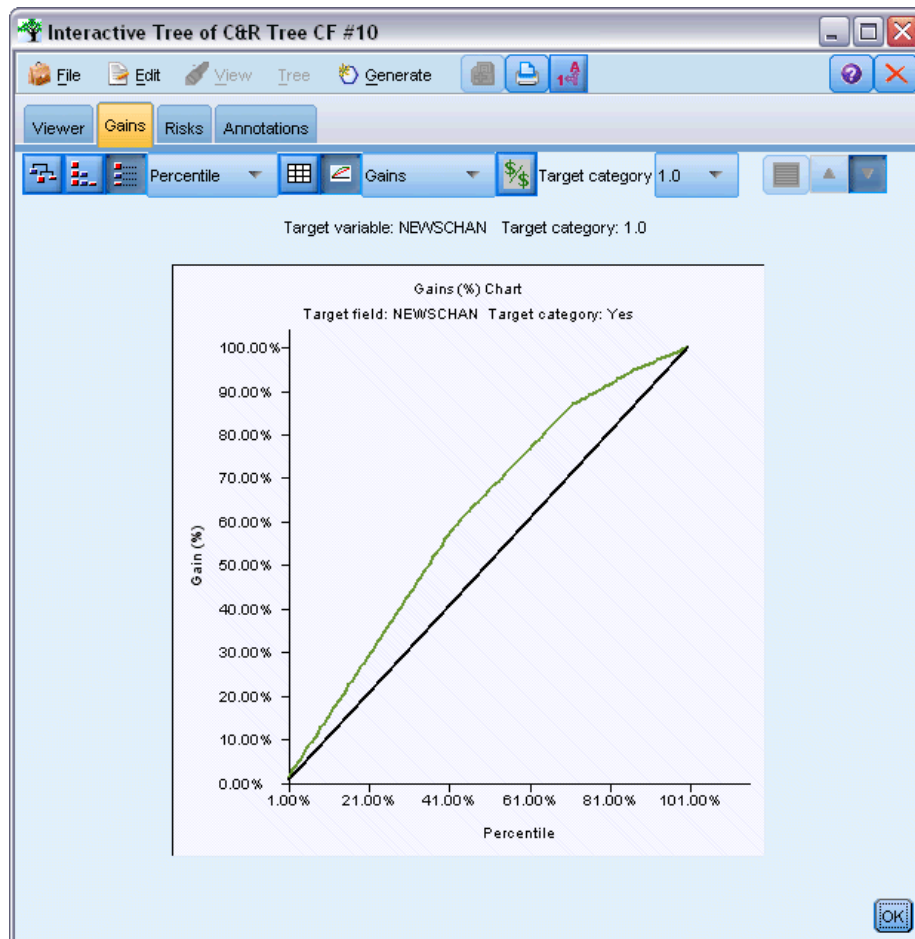 Interactive Tree of C&R Tree CF #10
File Edit View Tree Generate
Viewer Gains Risks Annotations
Percentile Gains $/$ Target category 1.0
Target variable: NEWSCHAN Target category: 1.0
Gains (%) Chart
Target field: NEWSCHAN Target category: Yes
100.00%
90.00%
80.00%
70.00%
60.00%
50.00%
40.00%
30.00%
20.00%
10.00%
0.00%
Gain (%)
1.00% 21.00% 41.00% 61.00% 81.00% 101.00%
Percentile
OK